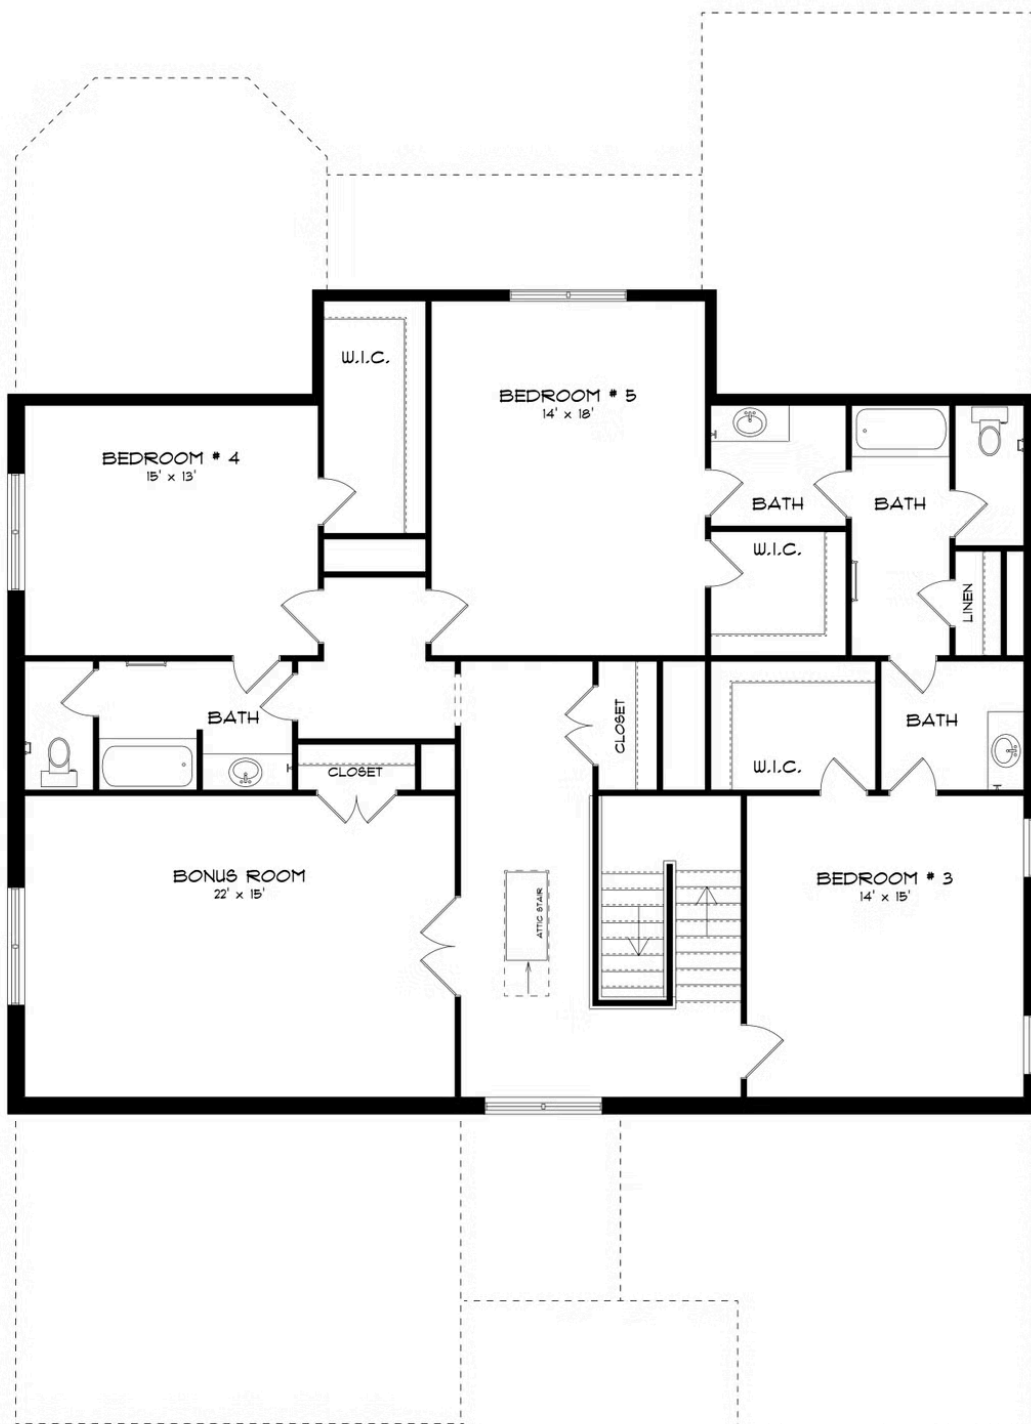 W.I.C.
BEDROOM # 5
14' x 18'
BEDROOM # 4
15' x 13'
BATH
BATH
W.I.C.
LINEN
BATH
CLOSET
BATH
W.I.C.
CLOSET
BONUS ROOM
22' x 15'
ATTIC STAIR
BEDROOM # 3
14' x 15'